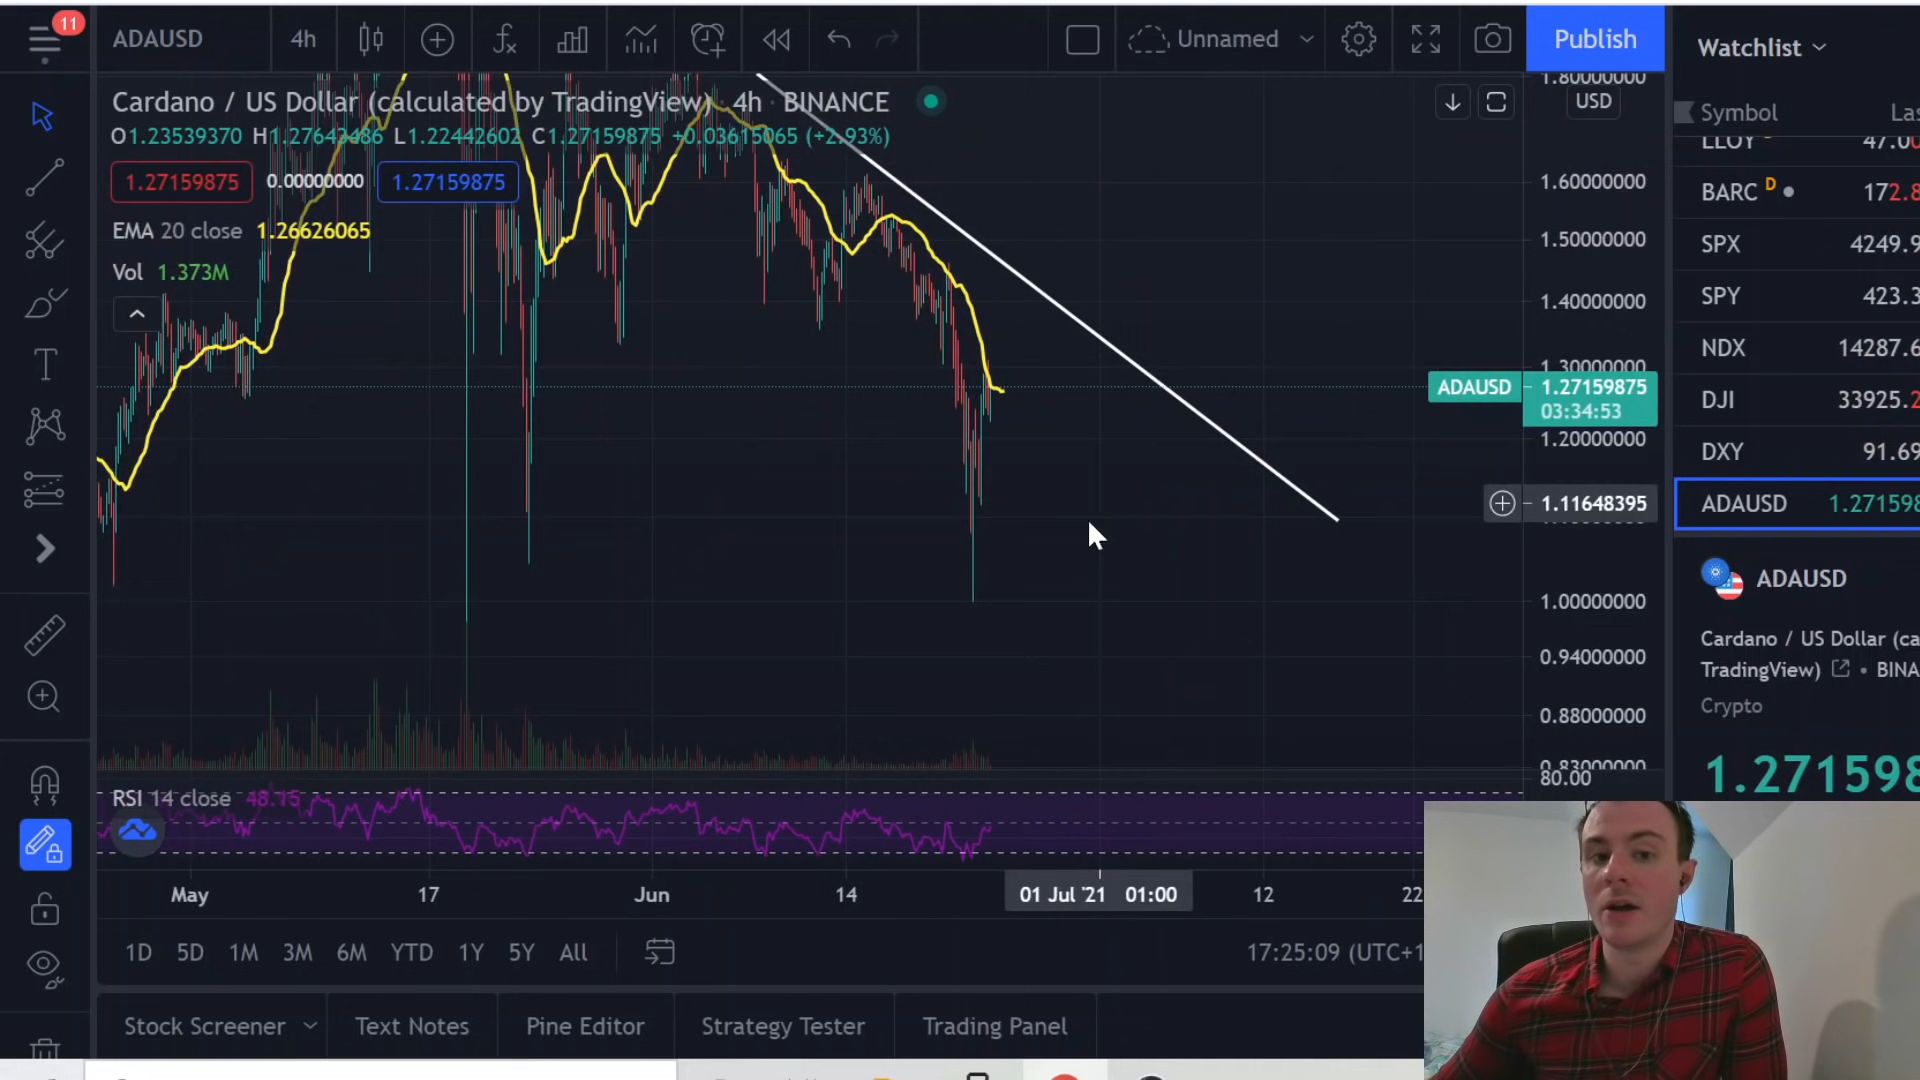 11
ADAUSD
4h
Unnamed
Publish
Watchlist
Cardano / US Dollar (calculated by TradingView) 4h BINANCE
O1.23539370 H1.27643486 L1.22442602 C1.27159875 +0.03615065 (+2.93%)
1.27159875
0.00000000
1.27159875
EMA 20 close 1.26626065
Vol 1.373M
1.80000000
USD
1.60000000
1.50000000
1.40000000
1.30000000
ADAUSD
1.27159875
03:34:53
1.20000000
1.11648395
1.00000000
0.94000000
0.88000000
0.83000000
80.00
Symbol
LLOY
BARC D
SPX 4249.9
SPY 423.3
NDX 14287.6
DJI 33925.2
DXY 91.69
ADAUSD 1.271598
ADAUSD
Cardano / US Dollar (ca
TradingView) • BINA
Crypto
1.271598
RSI 14 close 48.15
May
17
Jun
14
01 Jul '21 01:00
12
22
1D 5D 1M 3M 6M YTD 1Y 5Y All
17:25:09 (UTC+1
Stock Screener
Text Notes
Pine Editor
Strategy Tester
Trading Panel